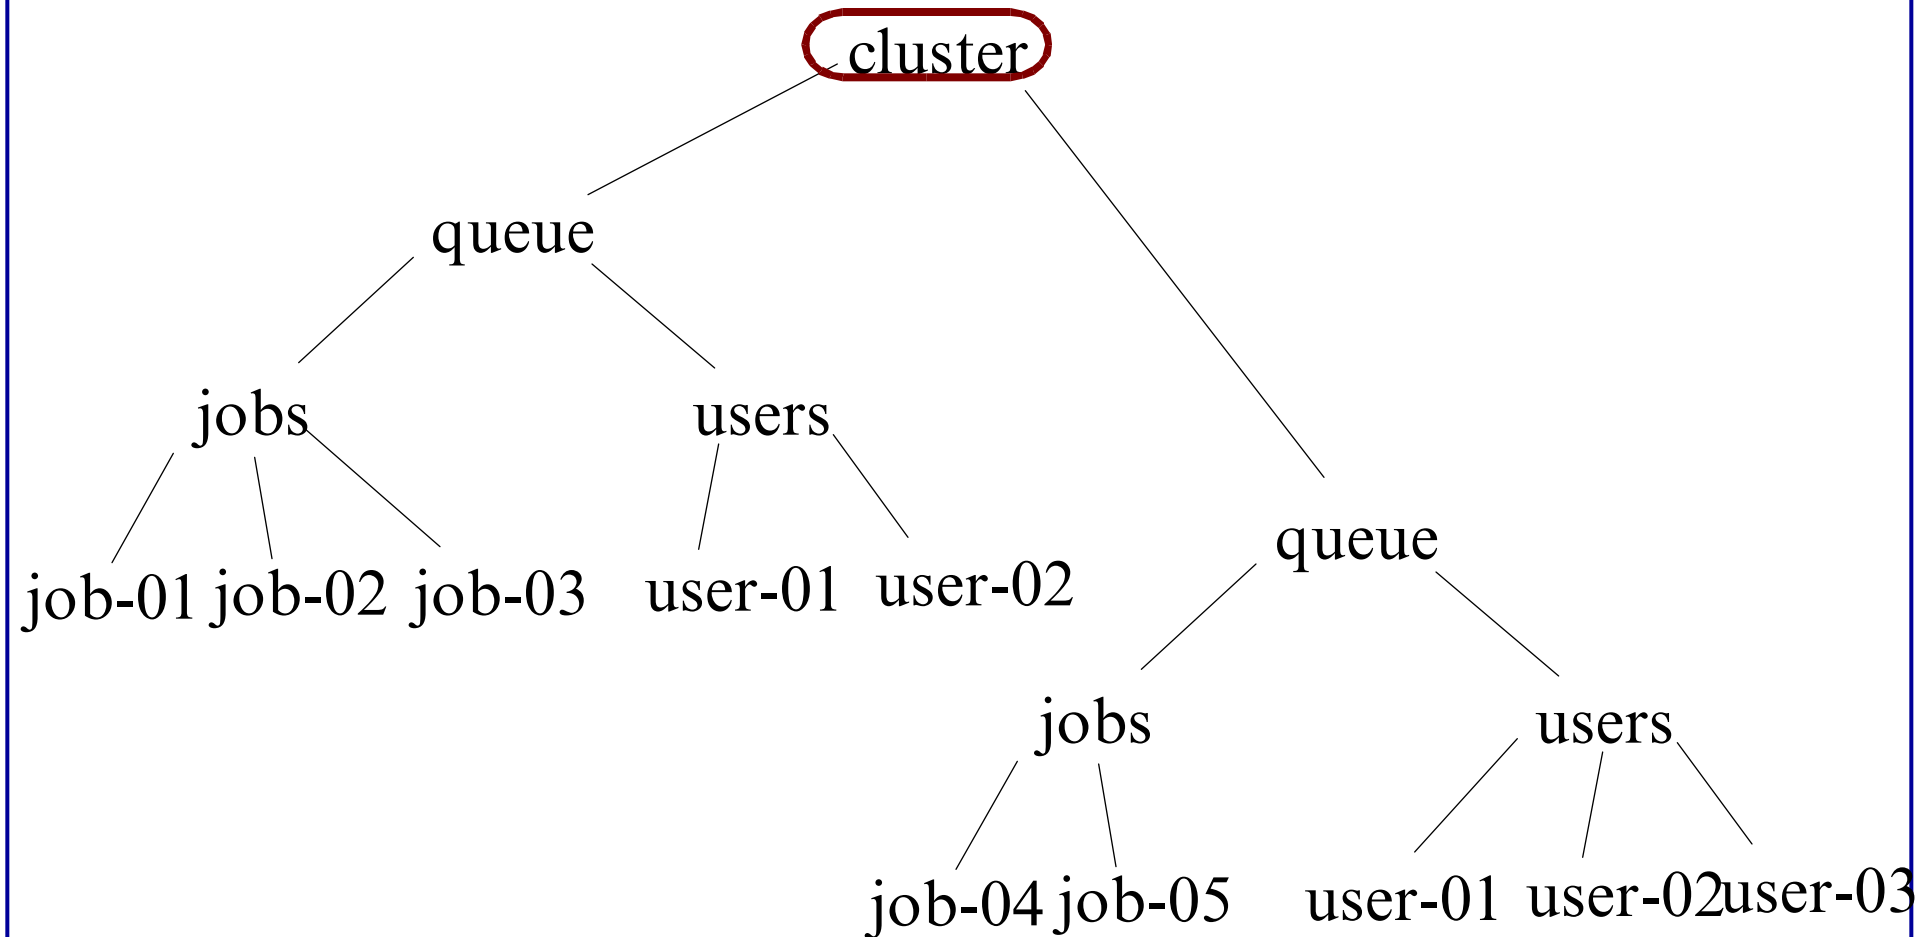 cluster
queue
jobs users
job-01 job-02 job-03 user-01 user-02
queue
jobs users
job-04 job-05 user-01 user-02 user-03